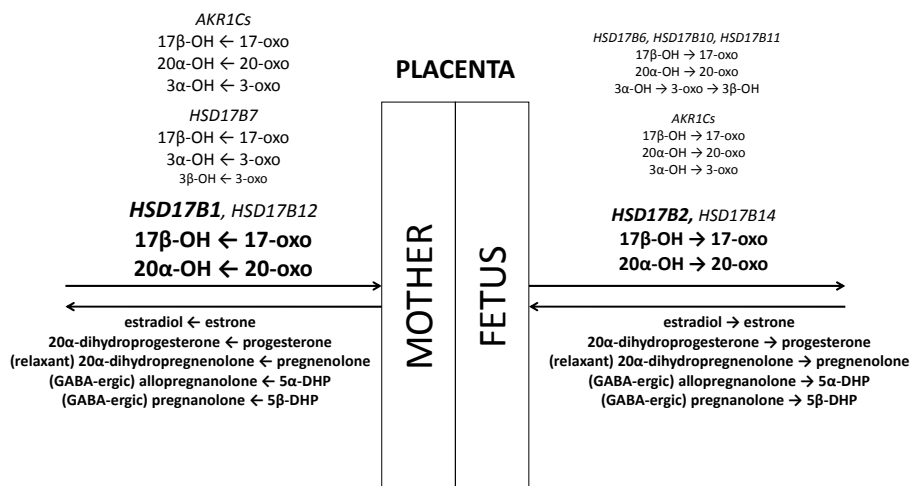 AKR1Cs
17β-OH ← 17-oxo
20α-OH ← 20-oxo
3α-OH ← 3-oxo
HSD17B7
17β-OH ← 17-oxo
3α-OH ← 3-oxo
3β-OH ← 3-oxo
HSD17B1, HSD17B12
17β-OH ← 17-oxo
20α-OH ← 20-oxo
estradiol ← estrone
20α-dihydroprogesterone ← progesterone
(relaxant) 20α-dihydropregnenolone ← pregnenolone
(GABA-ergic) allopregnanolone ← 5α-DHP
(GABA-ergic) pregnanolone ← 5β-DHP
PLACENTA
MOTHER
FETUS
HSD17B6, HSD17B10, HSD17B11
17β-OH → 17-oxo
20α-OH → 20-oxo
3α-OH → 3-oxo → 3β-OH
AKR1Cs
17β-OH → 17-oxo
20α-OH → 20-oxo
3α-OH → 3-oxo
HSD17B2, HSD17B14
17β-OH → 17-oxo
20α-OH → 20-oxo
estradiol → estrone
20α-dihydroprogesterone → progesterone
(relaxant) 20α-dihydropregnenolone → pregnenolone
(GABA-ergic) allopregnanolone → 5α-DHP
(GABA-ergic) pregnanolone → 5β-DHP